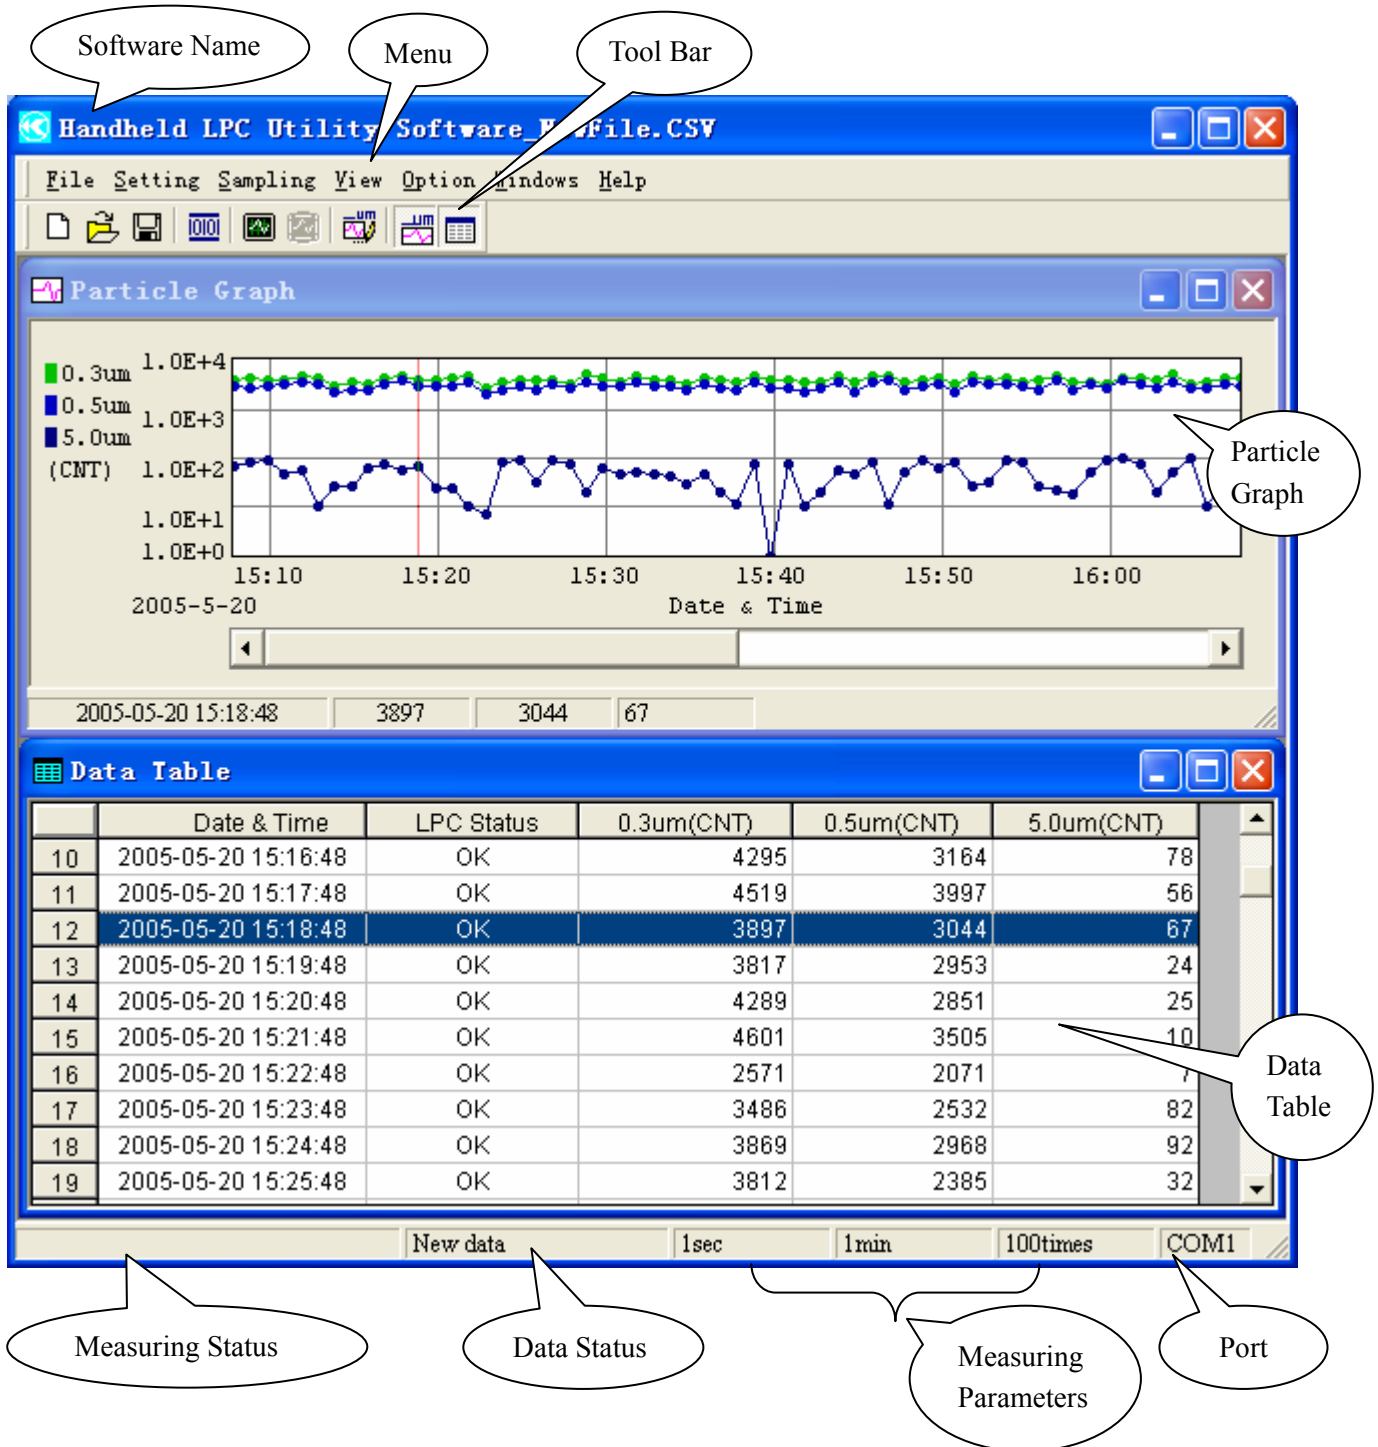 Software Name
Menu
Tool Bar
Handheld LPC Utility Software_ File.CSV
File Setting Sampling View Option Windows Help
um
um
Particle Graph
0.3um
0.5um
5.0um
(CNT)
1.0E+4
1.0E+3
1.0E+2
1.0E+1
1.0E+0
15:10 15:20 15:30 15:40 15:50 16:00
2005-5-20 Date & Time
Particle
Graph
2005-05-20 15:18:48 3897 3044 67
Data Table
Date & Time LPC Status 0.3um(CNT) 0.5um(CNT) 5.0um(CNT)
10 2005-05-20 15:16:48 OK 4295 3164 78
11 2005-05-20 15:17:48 OK 4519 3997 56
12 2005-05-20 15:18:48 OK 3897 3044 67
13 2005-05-20 15:19:48 OK 3817 2953 24
14 2005-05-20 15:20:48 OK 4289 2851 25
15 2005-05-20 15:21:48 OK 4601 3505 10
16 2005-05-20 15:22:48 OK 2571 2071 7
17 2005-05-20 15:23:48 OK 3486 2532 82
18 2005-05-20 15:24:48 OK 3869 2968 92
19 2005-05-20 15:25:48 OK 3812 2385 32
Data
Table
New data 1sec 1min 100times COM1
Measuring Status
Data Status
Measuring
Parameters
Port